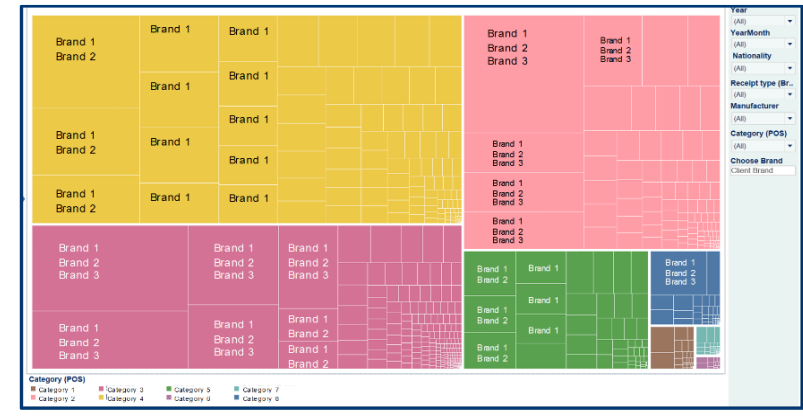 Brand 1
Brand 2
Brand 1
Brand 2
Brand 1
Brand 2
Brand 1
Brand 1
Brand 1
Brand 1
Brand 1
Brand 1
Brand 1
Brand 1
Brand 1
Brand 1
Brand 2
Brand 3
Brand 1
Brand 2
Brand 3
Brand 1
Brand 2
Brand 3
Brand 1
Brand 2
Brand 3
Brand 1
Brand 2
Brand 3
Brand 1
Brand 2
Brand 3
Brand 1
Brand 2
Brand 3
Brand 1
Brand 2
Brand 3
Brand 1
Brand 2
Brand 3
Brand 1
Brand 2
Brand 3
Brand 1
Brand 2
Brand 1
Brand 2
Brand 1
Brand 2
Brand 1
Brand 2
Brand 1
Brand 2
Brand 1
Brand 1
Brand 1
Brand 1
Brand 2
Brand 3
Year
(All)
YearMonth
(All)
Nationality
(All)
Receipt type (Br..
(All)
Manufacturer
(All)
Category (POS)
(All)
Choose Brand
Client Brand
Category (POS)
Category 1
Category 2
Category 3
Category 4
Category 5
Category 6
Category 7
Category 8